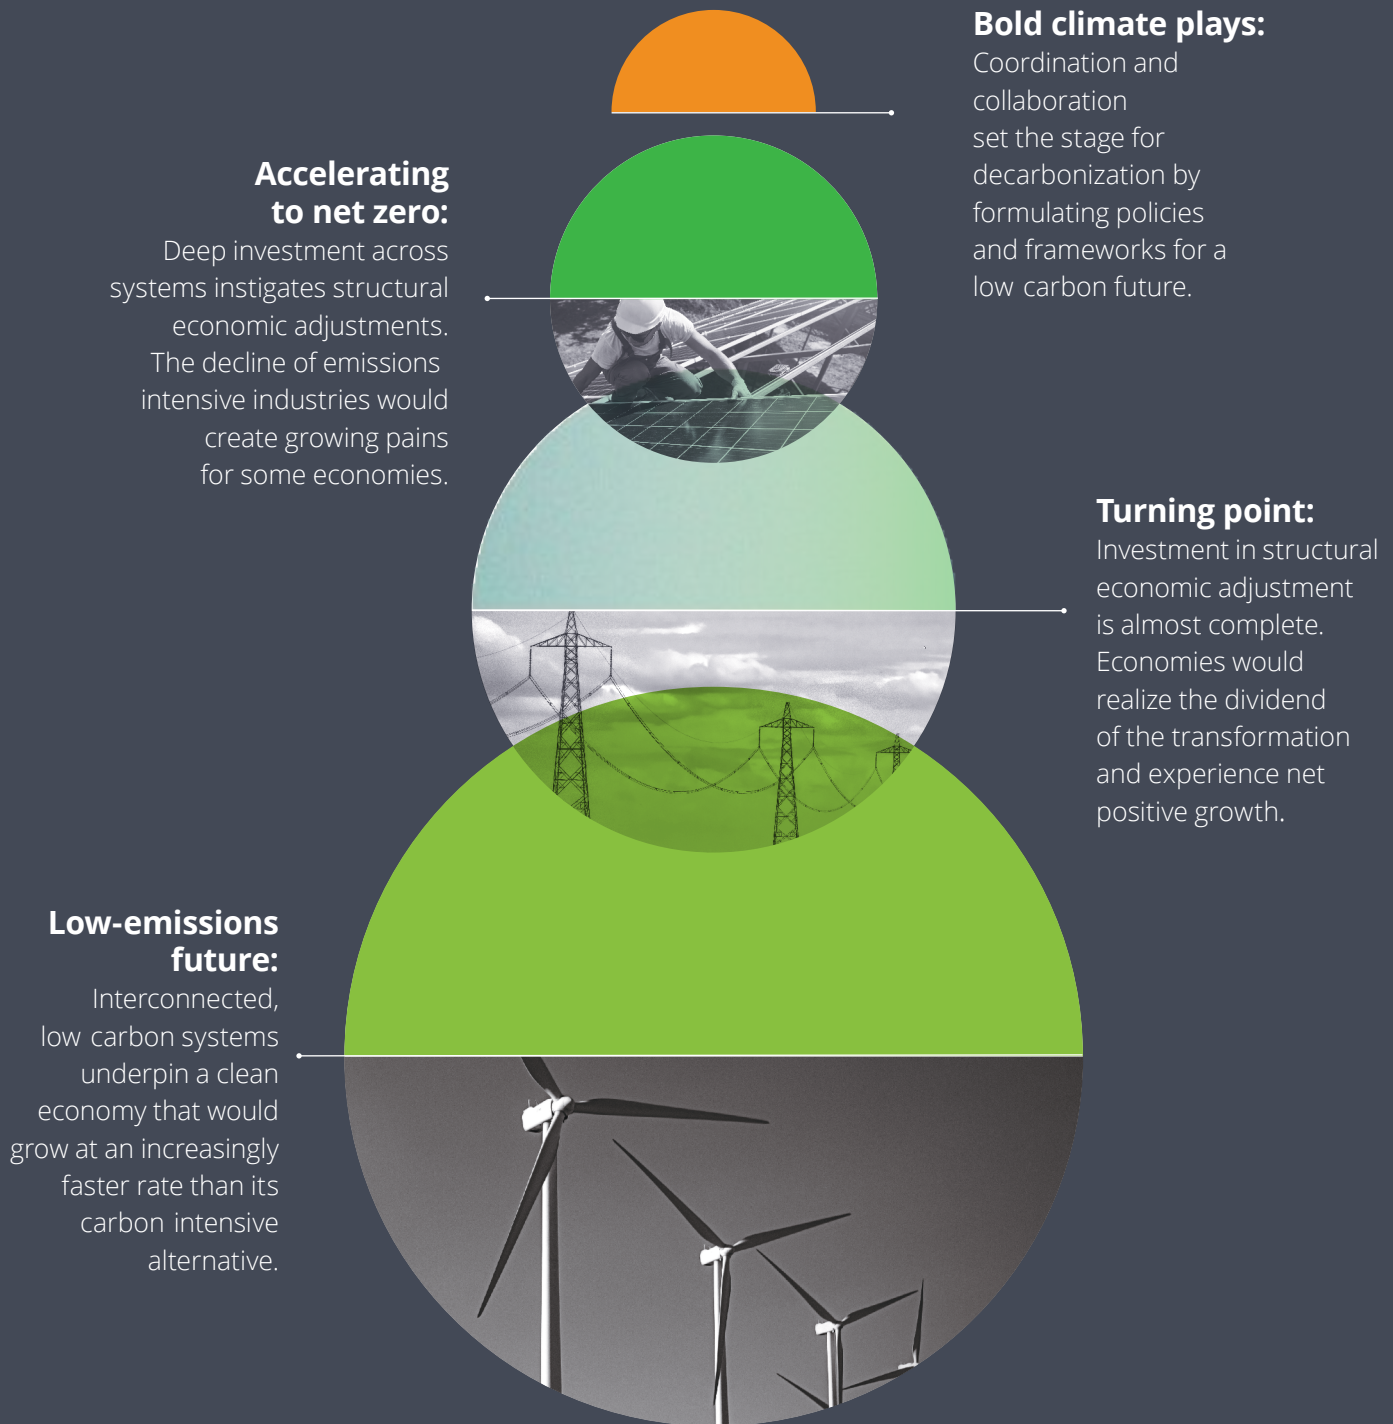 Bold climate plays:
Coordination and
collaboration
set the stage for
decarbonization by
formulating policies
and frameworks for a
low carbon future.
Accelerating
to net zero:
Deep investment across
systems instigates structural
economic adjustments.
The decline of emissions
intensive industries would
create growing pains
for some economies.
Turning point:
Investment in structural
economic adjustment
is almost complete.
Economies would
realize the dividend
of the transformation
and experience net
positive growth.
Low-emissions
future:
Interconnected,
low carbon systems
underpin a clean
economy that would
grow at an increasingly
faster rate than its
carbon intensive
alternative.